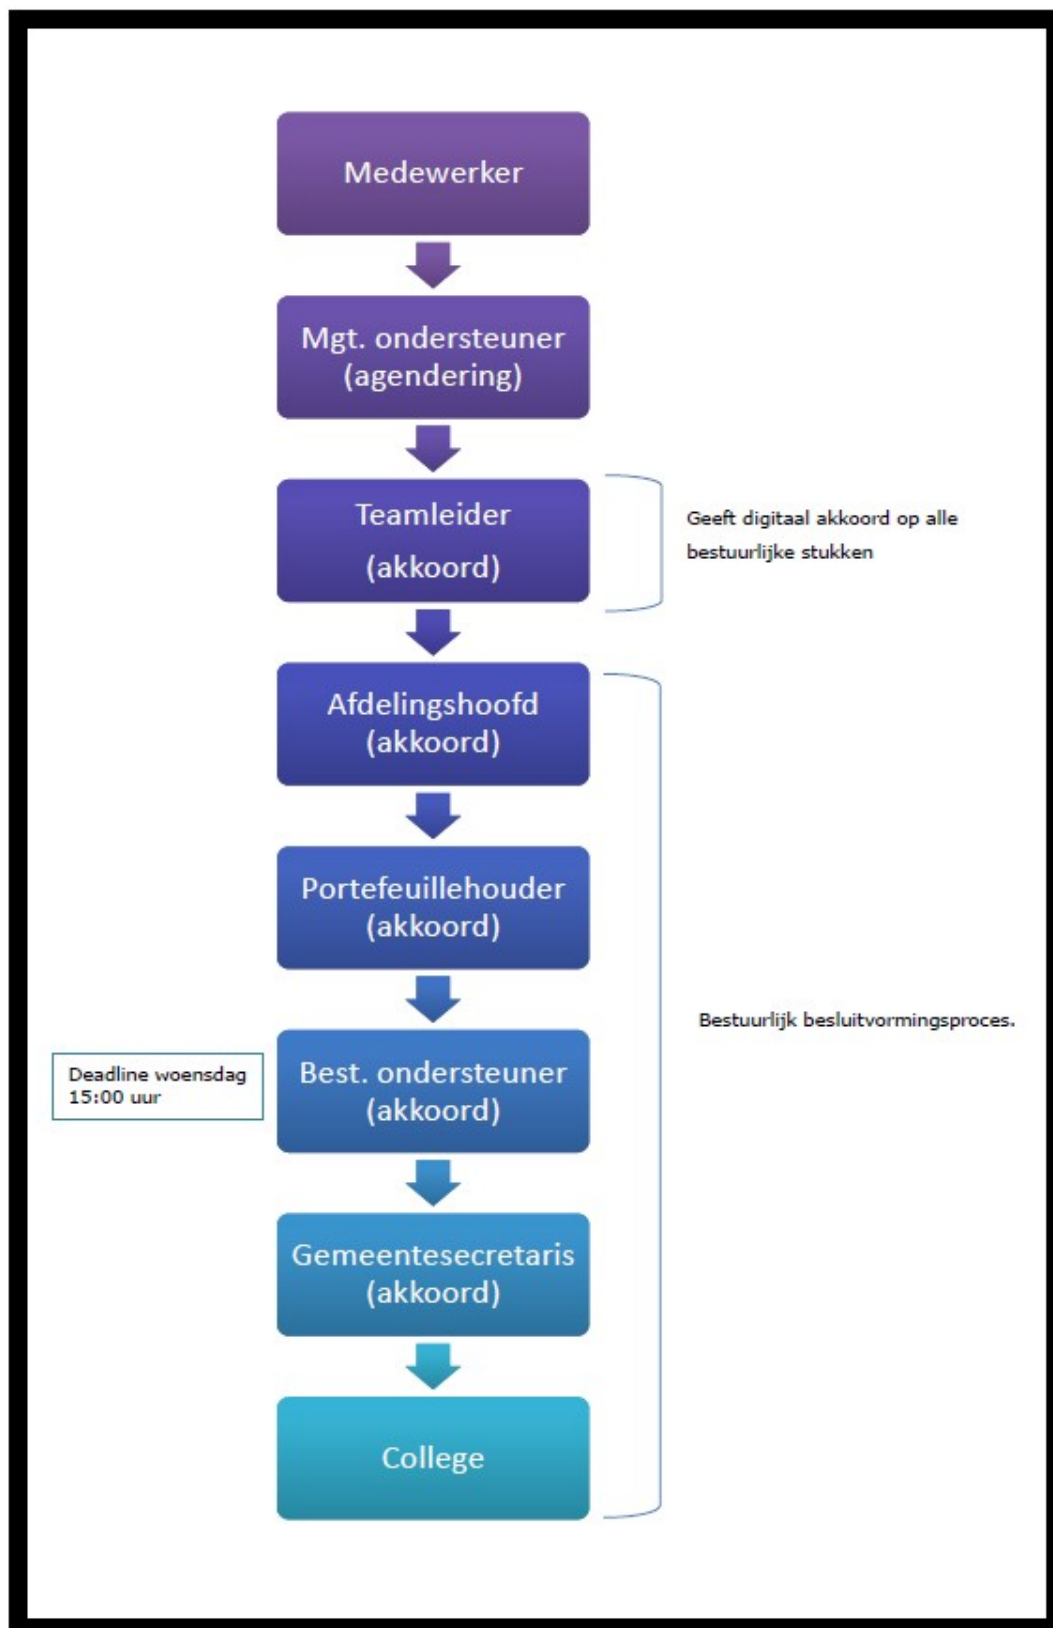 Medewerker
Mgt. ondersteuner
(agendering)
Teamleider
(akkoord)
Geeft digitaal akkoord op alle
bestuurlijke stukken
Afdelingshoofd
(akkoord)
Portefeuillehouder
(akkoord)
Bestuurlijk besluitvormingsproces.
Deadline woensdag
15:00 uur
Best. ondersteuner
(akkoord)
Gemeentesecretaris
(akkoord)
College